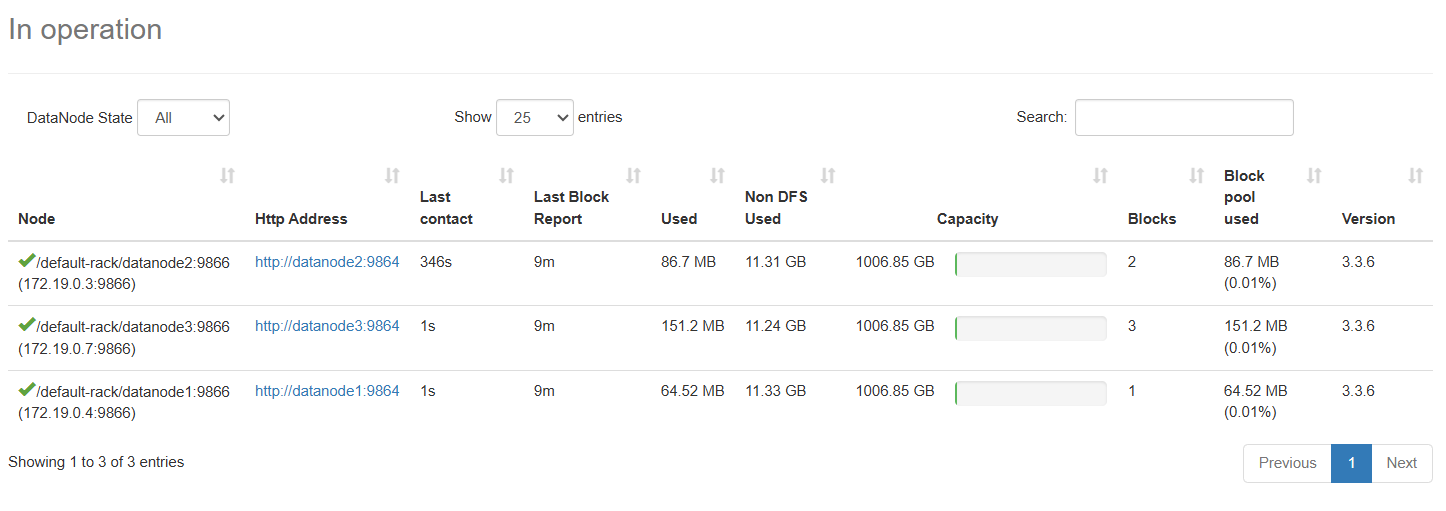 In operation
DataNode State All Show 25 entries Search:
Node Http Address Last contact Last Block Report Used Non DFS Used Capacity Blocks Block pool used Version
/default-rack/datanode2:9866 http://datanode2:9864 346s 9m 86.7 MB 11.31 GB 1006.85 GB 2 86.7 MB 3.3.6
(172.19.0.3:9866) (0.01%)
/default-rack/datanode3:9866 http://datanode3:9864 1s 9m 151.2 MB 11.24 GB 1006.85 GB 3 151.2 MB 3.3.6
(172.19.0.7:9866) (0.01%)
/default-rack/datanode1:9866 http://datanode1:9864 1s 9m 64.52 MB 11.33 GB 1006.85 GB 1 64.52 MB 3.3.6
(172.19.0.4:9866) (0.01%)
Showing 1 to 3 of 3 entries Previous 1 Next